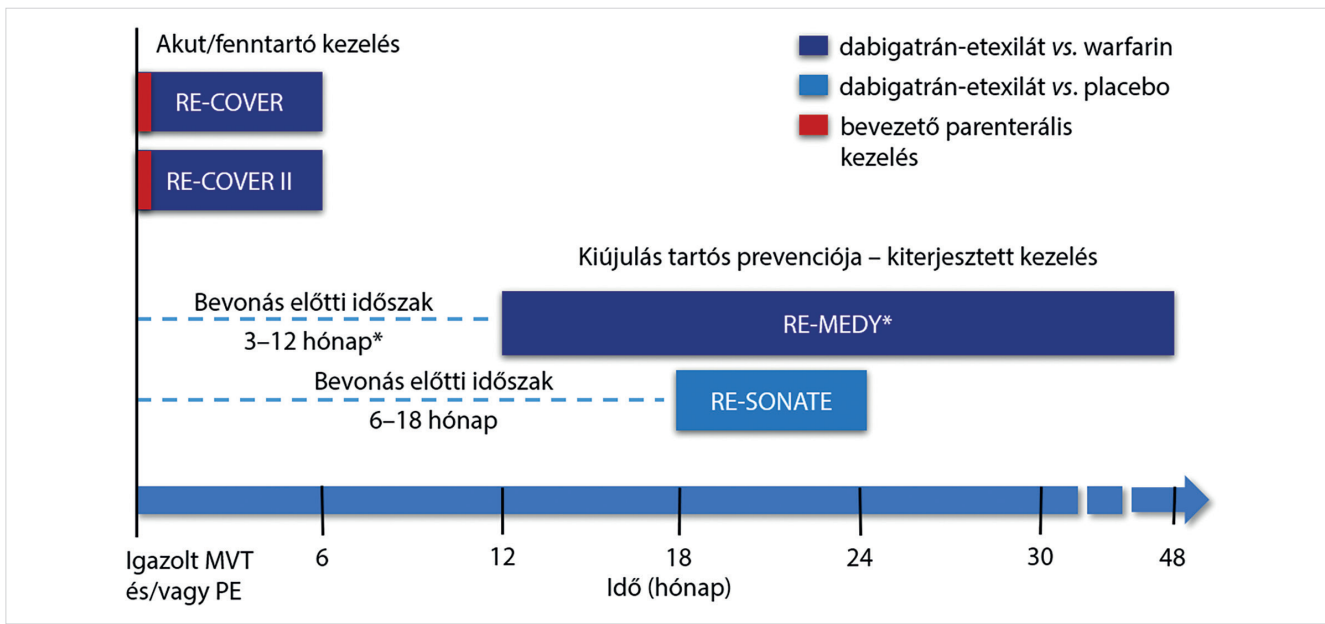 Akut/fenntartó kezelés
RE-COVER
RE-COVER II
dabigatrán-etexilát vs. warfarin
dabigatrán-etexilát vs. placebo
bevezető parenterális
kezelés
Kiújulás tartós prevenciója – kiterjesztett kezelés
Bevonás előtti időszak
3–12 hónap*
RE-MEDY*
Bevonás előtti időszak
6–18 hónap
RE-SONATE
Igazolt MVT
és/vagy PE
6
12
18
24
30
48
Idő (hónap)